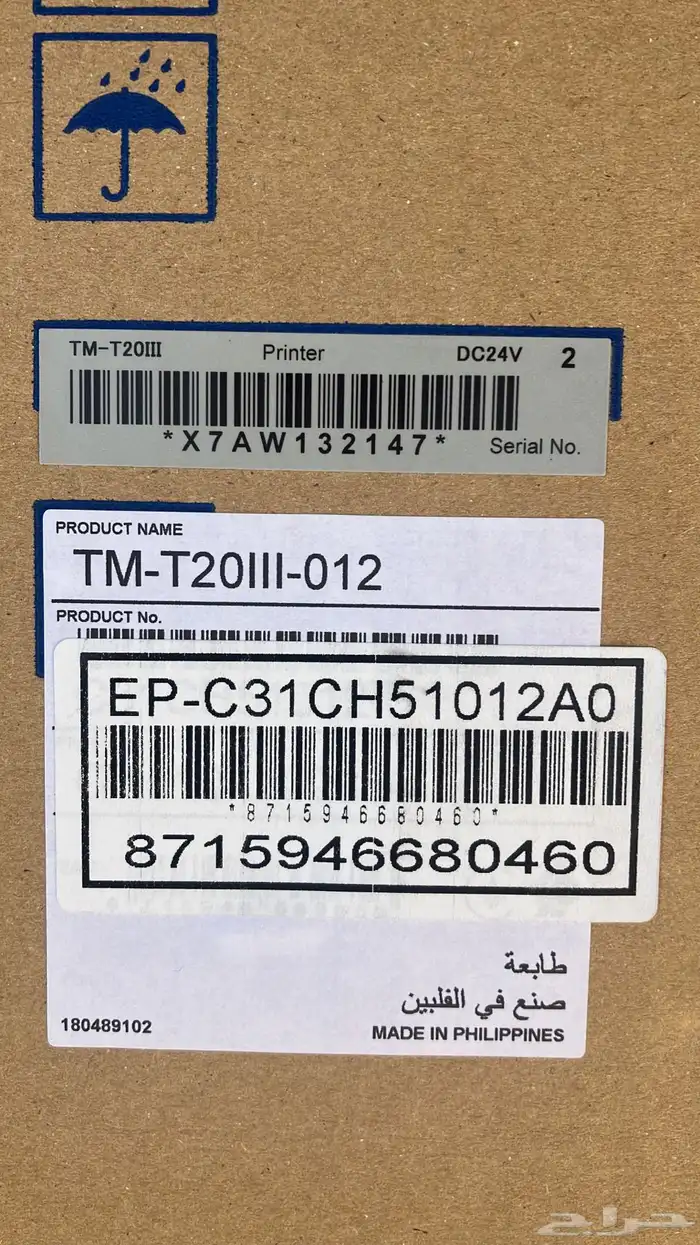 TM-T20III Printer DC24V 2
*X7AW132147* Serial No.
PRODUCT NAME
TM-T20III-012
PRODUCT No.
EP-C31CH51012A0
*8715946680460*
8715946680460
طابعة
صنع في الفلبين
180489102 MADE IN PHILIPPINES
حراج